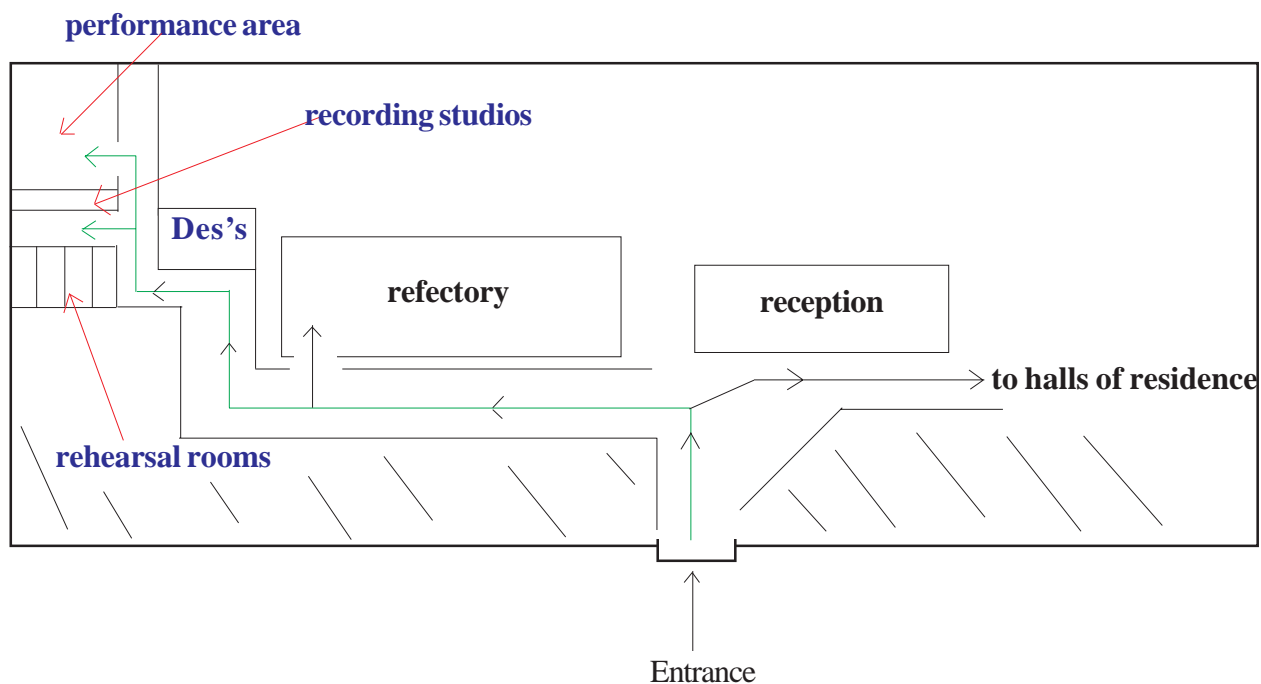 performance area
recording studios
Des’s
refectory
reception
to halls of residence
rehearsal rooms
Entrance